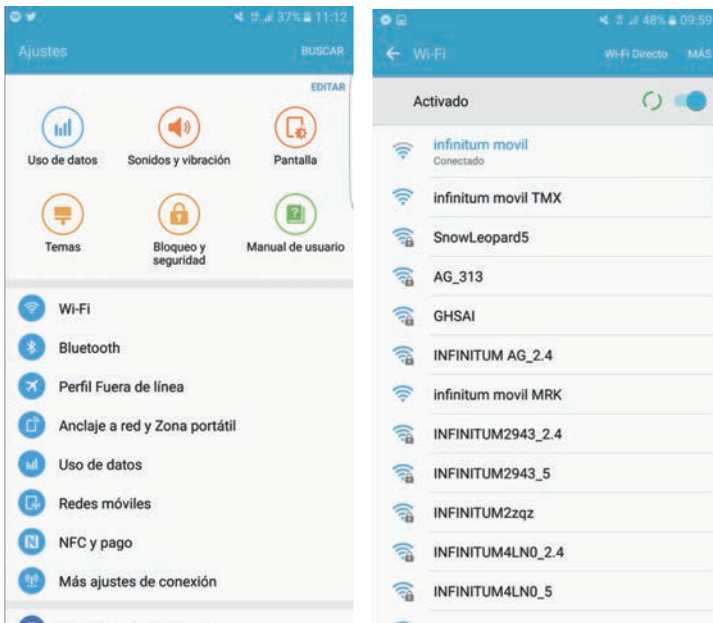 37% 11:12
Ajustes
BUSCAR
EDITAR
Uso de datos
Sonidos y vibración
Pantalla
Temas
Bloqueo y
seguridad
Manual de usuario
Wi-Fi
Bluetooth
Perfil Fuera de línea
Anclaje a red y Zona portátil
Uso de datos
Redes móviles
NFC y pago
Más ajustes de conexión
48% 09:59
Wi-Fi
Wi-Fi Directo
MÁS
Activado
infinitum movil
Conectado
infinitum movil TMX
SnowLeopard5
AG_313
GHSAI
INFINITUM AG_2.4
infinitum movil MRK
INFINITUM2943_2.4
INFINITUM2943_5
INFINITUM2zqz
INFINITUM4LN0_2.4
INFINITUM4LN0_5